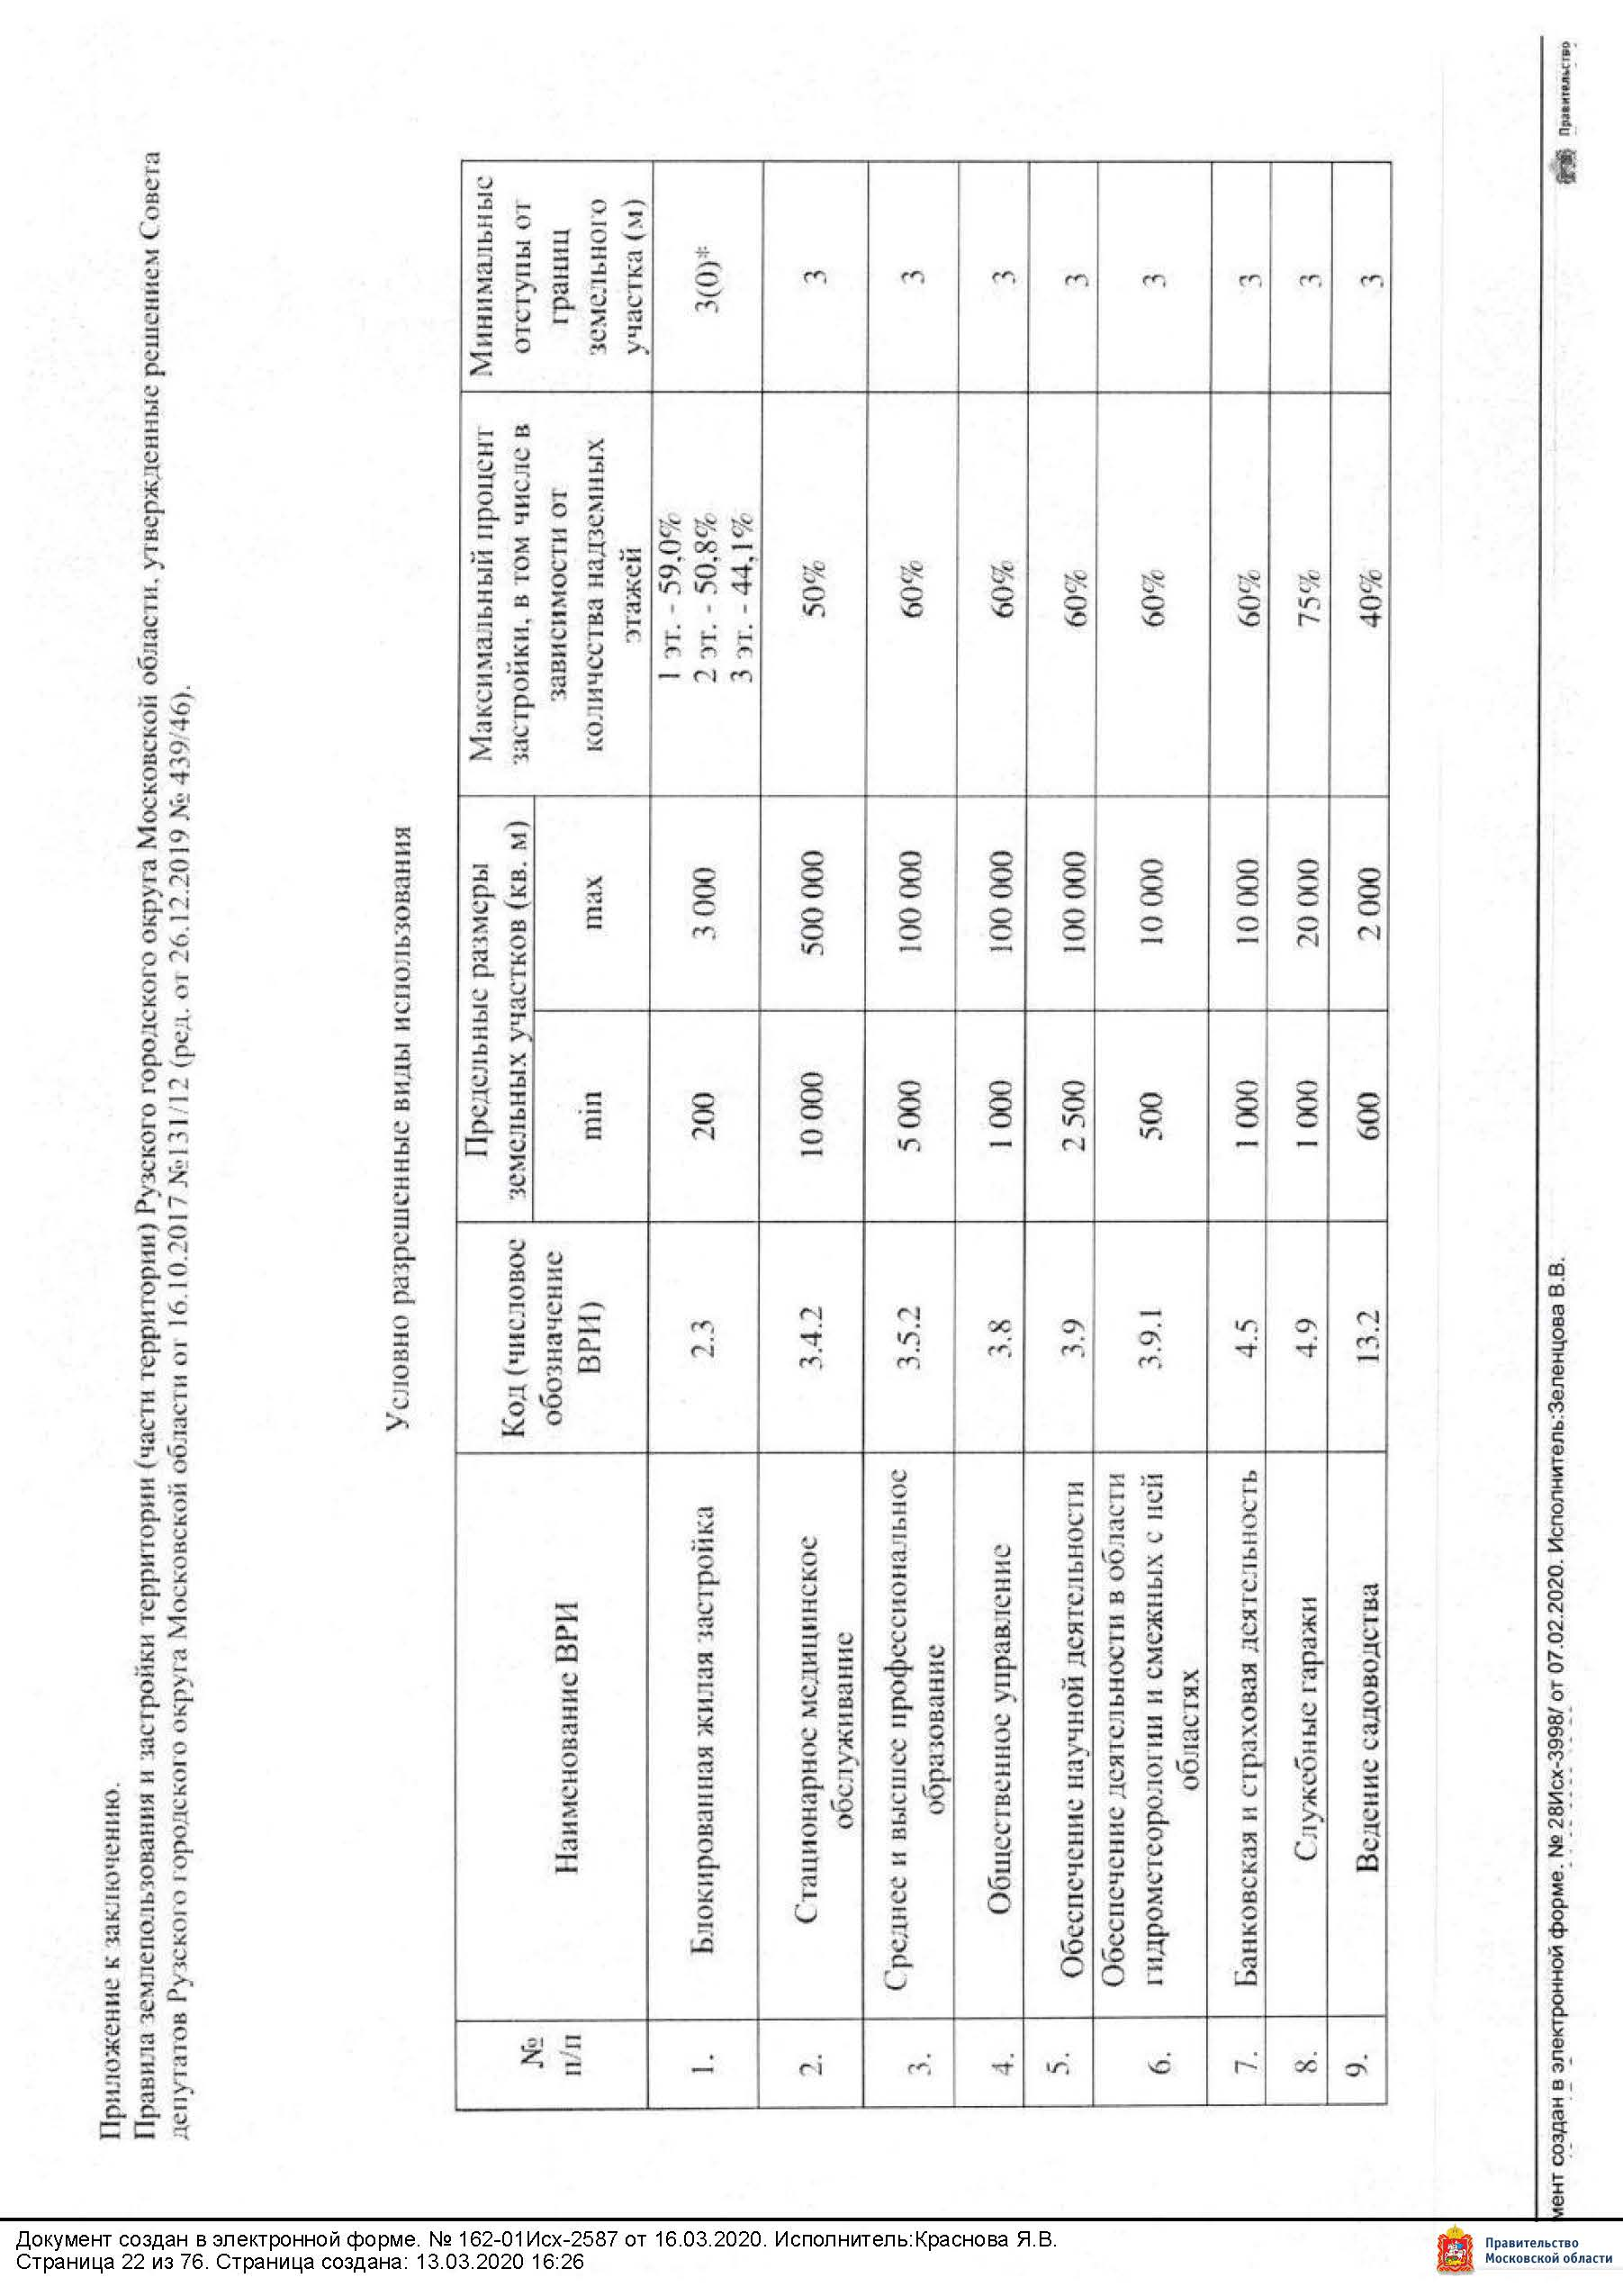 Приложение к заключению.
Правила землепользования и застройки территории (части территории) Рузского городского округа Московской области, утвержденные решением Совета
депутатов Рузского городского округа Московской области от 16.10.2017 №131/12 (ред. от 26.12.2019 № 439/46).
Условно разрешенные виды использования
№
п/п
Наименование ВРИ
Код (числовое
обозначение
ВРИ)
Предельные размеры
земельных участков (кв. м)
min
max
Максимальный процент
застройки, в том числе в
зависимости от
количества надземных
этажей
Минимальные
отступы от
границ
земельного
участка (м)
1.
Блокированная жилая застройка
2.3
200
3 000
1 эт. - 59,0%
2 эт. - 50,8%
3 эт. - 44,1%
3(0)*
2.
Стационарное медицинское
обслуживание
3.4.2
10 000
500 000
50%
3
3.
Среднее и высшее профессиональное
образование
3.5.2
5 000
100 000
60%
3
4.
Общественное управление
3.8
1 000
100 000
60%
3
5.
Обеспечение научной деятельности
3.9
2 500
100 000
60%
3
6.
Обеспечение деятельности в области
гидрометеорологии и смежных с ней
областях
3.9.1
500
10 000
60%
3
7.
Банковская и страховая деятельность
4.5
1 000
10 000
60%
3
8.
Служебные гаражи
4.9
1 000
20 000
75%
3
9.
Ведение садоводства
13.2
600
2 000
40%
3
мент создан в электронной форме. № 28Исх-3998/ от 07.02.2020. Исполнитель:Зеленцова В.В.
Правительство
Документ создан в электронной форме. № 162-01Исх-2587 от 16.03.2020. Исполнитель:Краснова Я.В.
Страница 22 из 76. Страница создана: 13.03.2020 16:26
Правительство
Московской области